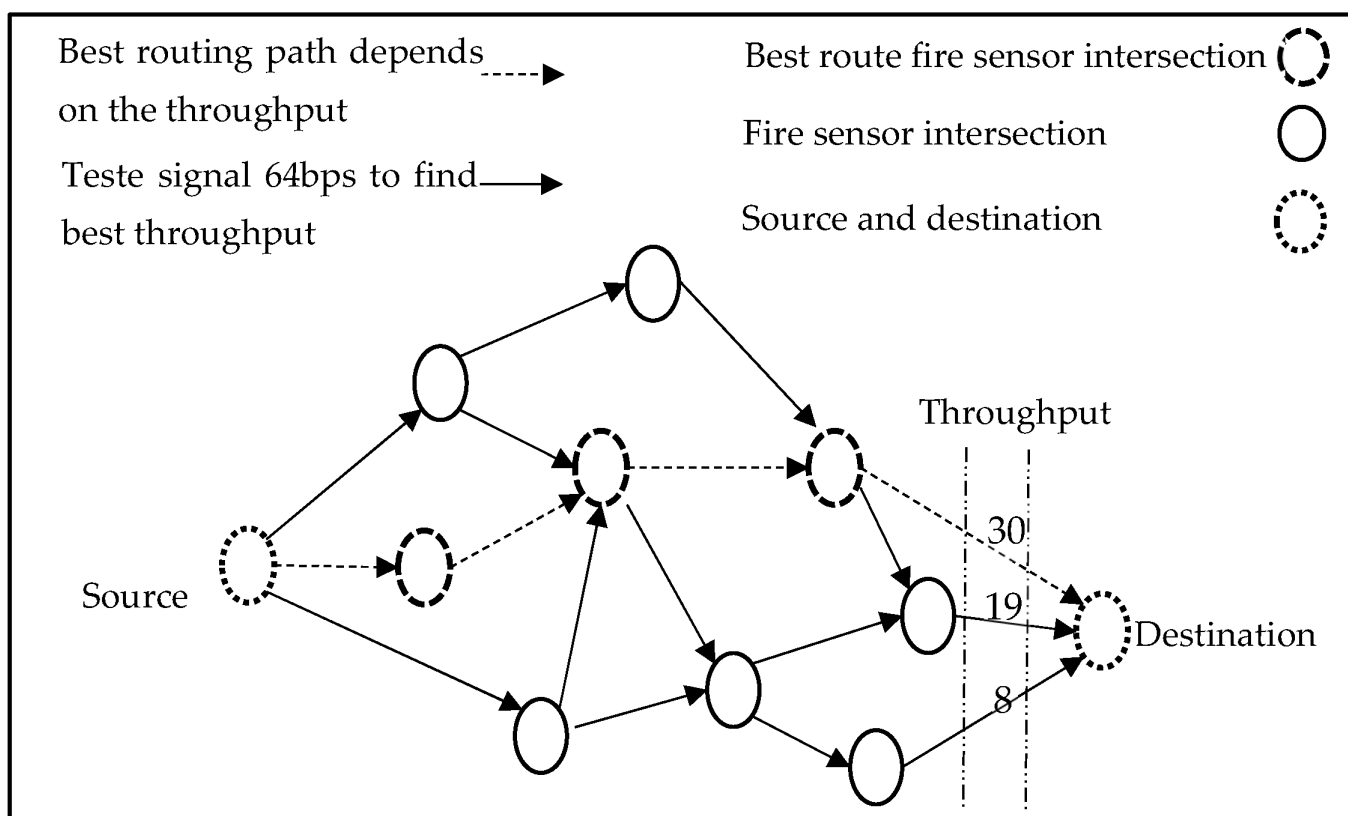 Best routing path depends
on the throughput
Teste signal 64bps to find
best throughput
Best route fire sensor intersection
Fire sensor intersection
Source and destination
Throughput
30
19
8
Source
Destination